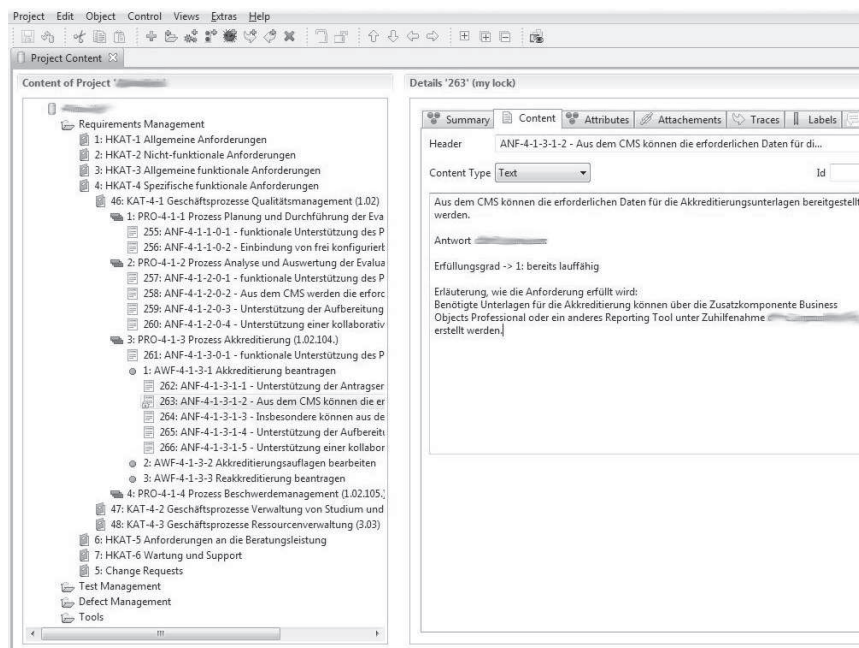 Project Edit Object Control Views Extras Help
Project Content
Content of Project '
Requirements Management
1: HKAT-1 Allgemeine Anforderungen
2: HKAT-2 Nicht-funktionale Anforderungen
3: HKAT-3 Allgemeine funktionale Anforderungen
4: HKAT-4 Spezifische funktionale Anforderungen
46: KAT-4-1 Geschäftsprozesse Qualitätsmanagement (1.02)
1: PRO-4-1-1 Prozess Planung und Durchführung der Eva
255: ANF-4-1-1-0-1 - funktionale Unterstützung des P
256: ANF-4-1-1-0-2 - Einbindung von frei konfigurierb
2: PRO-4-1-2 Prozess Analyse und Auswertung der Evalua
257: ANF-4-1-2-0-1 - funktionale Unterstützung des P
258: ANF-4-1-2-0-2 - Aus dem CMS werden die erforc
259: ANF-4-1-2-0-3 - Unterstützung der Aufbereitung
260: ANF-4-1-2-0-4 - Unterstützung einer kollaborativ
3: PRO-4-1-3 Prozess Akkreditierung (1.02.104.)
261: ANF-4-1-3-0-1 - funktionale Unterstützung des P
1: AWF-4-1-3-1 Akkreditierung beantragen
262: ANF-4-1-3-1-1 - Unterstützung der Antragser
263: ANF-4-1-3-1-2 - Aus dem CMS können die er
264: ANF-4-1-3-1-3 - Insbesondere können aus de
265: ANF-4-1-3-1-4 - Unterstützung der Aufbereitu
266: ANF-4-1-3-1-5 - Unterstützung einer kollabor
2: AWF-4-1-3-2 Akkreditierungsauflagen bearbeiten
3: AWF-4-1-3-3 Reakkreditierung beantragen
4: PRO-4-1-4 Prozess Beschwerdemanagement (1.02.105.)
47: KAT-4-2 Geschäftsprozesse Verwaltung von Studium und
48: KAT-4-3 Geschäftsprozesse Ressourcenverwaltung (3.03)
6: HKAT-5 Anforderungen an die Beratungsleistung
7: HKAT-6 Wartung und Support
5: Change Requests
Test Management
Defect Management
Tools
Details '263' (my lock)
Summary Content Attributes Attachements Traces Labels
Header ANF-4-1-3-1-2 - Aus dem CMS können die erforderlichen Daten für di...
Content Type Text Id
Aus dem CMS können die erforderlichen Daten für die Akkreditierungsunterlagen bereitgestellt
werden.
Antwort
Erfüllungsgrad -> 1: bereits lauffähig
Erläuterung, wie die Anforderung erfüllt wird:
Benötigte Unterlagen für die Akkreditierung können über die Zusatzkomponente Business
Objects Professional oder ein anderes Reporting Tool unter Zuhilfenahme
erstellt werden.